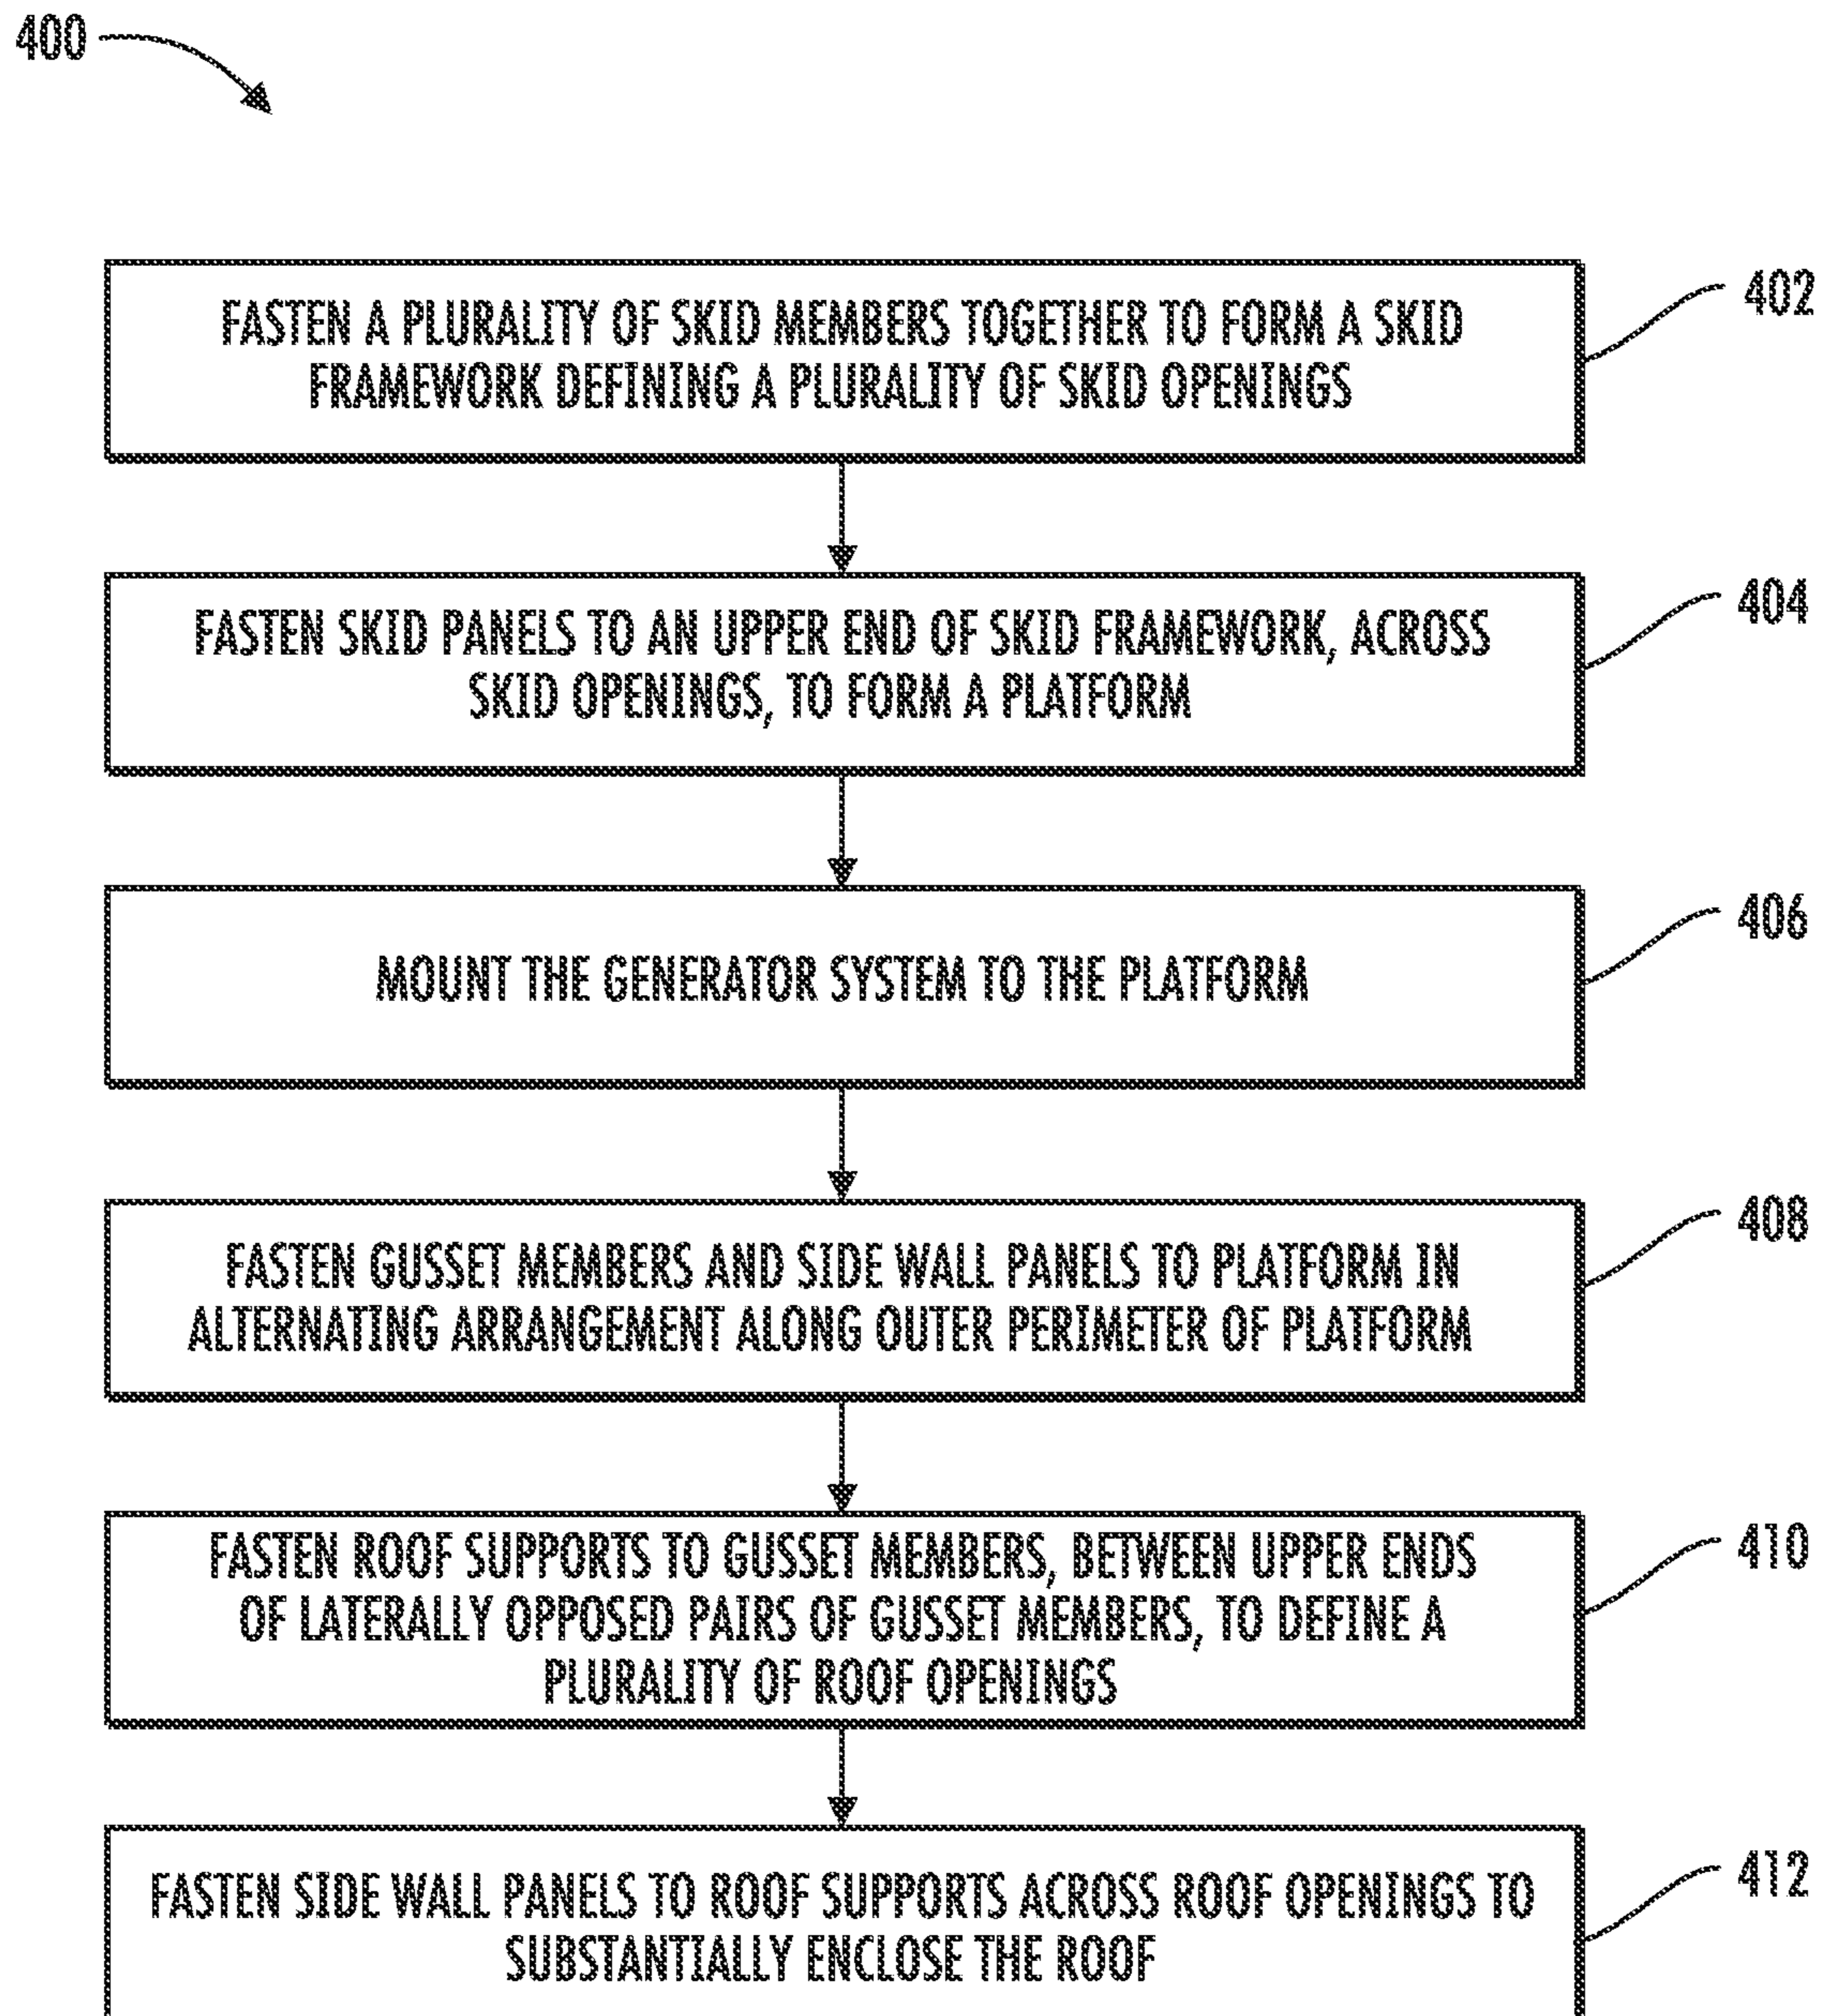 400
FASTEN A PLURALITY OF SKID MEMBERS TOGETHER TO FORM A SKID
FRAMEWORK DEFINING A PLURALITY OF SKID OPENINGS
402
FASTEN SKID PANELS TO AN UPPER END OF SKID FRAMEWORK, ACROSS
SKID OPENINGS, TO FORM A PLATFORM
404
MOUNT THE GENERATOR SYSTEM TO THE PLATFORM
406
FASTEN GUSSET MEMBERS AND SIDE WALL PANELS TO PLATFORM IN
ALTERNATING ARRANGEMENT ALONG OUTER PERIMETER OF PLATFORM
408
FASTEN ROOF SUPPORTS TO GUSSET MEMBERS, BETWEEN UPPER ENDS
OF LATERALLY OPPOSED PAIRS OF GUSSET MEMBERS, TO DEFINE A
PLURALITY OF ROOF OPENINGS
410
FASTEN SIDE WALL PANELS TO ROOF SUPPORTS ACROSS ROOF OPENINGS TO
SUBSTANTIALLY ENCLOSE THE ROOF
412